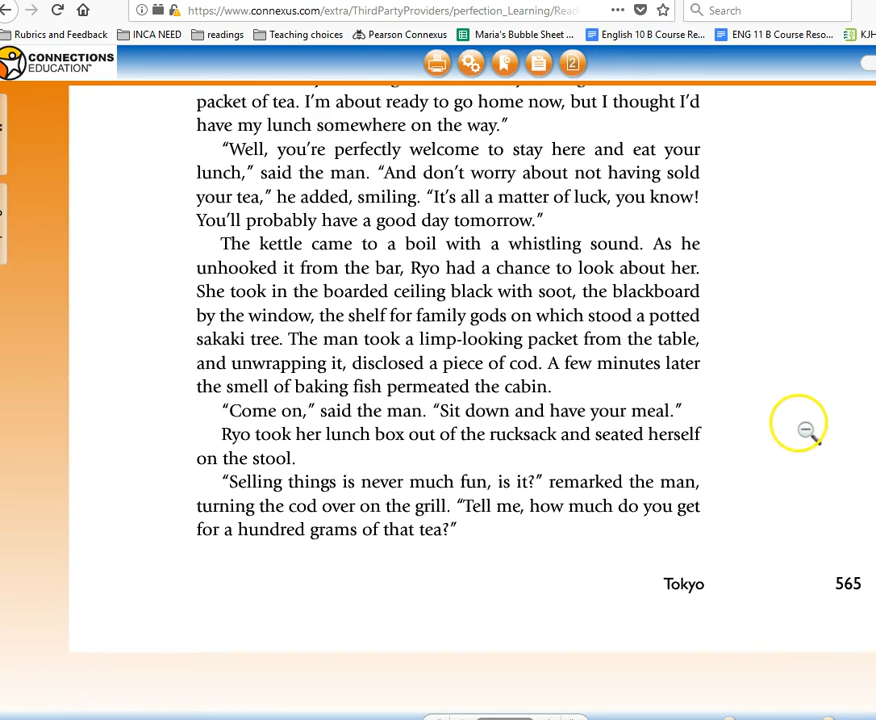 https://www.connexus.com/extra/ThirdPartyProviders/perfection_Learning/Rea
Search
Rubrics and Feedback
INCA NEED
readings
Teaching choices
Pearson Connexus
Maria's Bubble Sheet ...
English 10 B Course Re...
ENG 11 B Course Reso...
KJH
CONNECTIONS
EDUCATION™
2
packet of tea. I’m about ready to go home now, but I thought I’d
have my lunch somewhere on the way.”
“Well, you’re perfectly welcome to stay here and eat your
lunch,” said the man. “And don’t worry about not having sold
your tea,” he added, smiling. “It’s all a matter of luck, you know!
You’ll probably have a good day tomorrow.”
The kettle came to a boil with a whistling sound. As he
unhooked it from the bar, Ryo had a chance to look about her.
She took in the boarded ceiling black with soot, the blackboard
by the window, the shelf for family gods on which stood a potted
sakaki tree. The man took a limp-looking packet from the table,
and unwrapping it, disclosed a piece of cod. A few minutes later
the smell of baking fish permeated the cabin.
“Come on,” said the man. “Sit down and have your meal.”
Ryo took her lunch box out of the rucksack and seated herself
on the stool.
“Selling things is never much fun, is it?” remarked the man,
turning the cod over on the grill. “Tell me, how much do you get
for a hundred grams of that tea?”
Tokyo 565